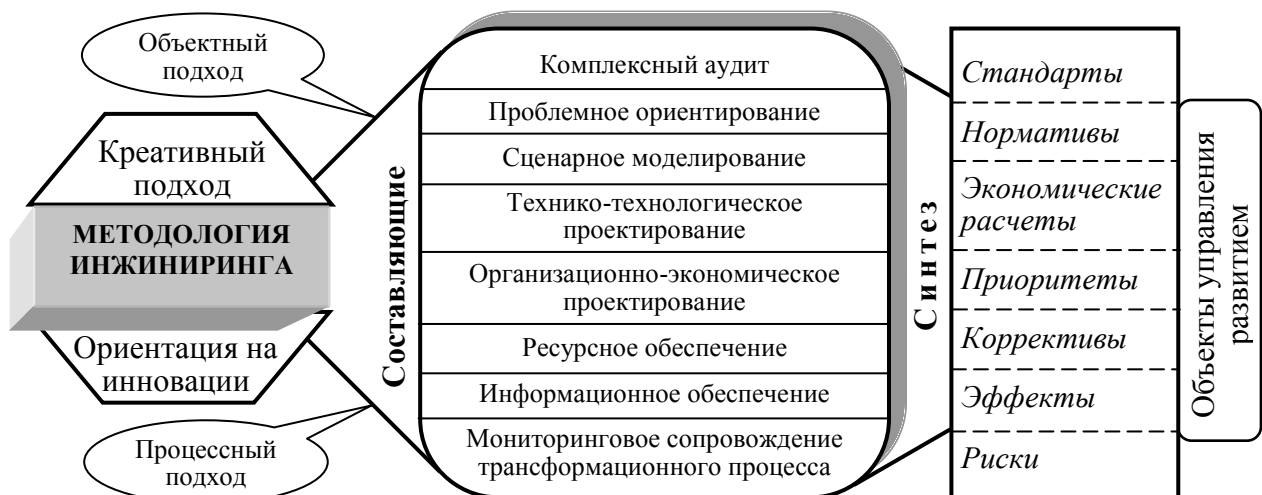 Объектный
подход
Креативный
подход
МЕТОДОЛОГИЯ
ИНЖИНИРИНГА
Ориентация на
инновации
Процессный
подход
Составляющие
Комплексный аудит
Проблемное ориентирование
Сценарное моделирование
Технико-технологическое
проектирование
Организационно-экономическое
проектирование
Ресурсное обеспечение
Информационное обеспечение
Мониторинговое сопровождение
трансформационного процесса
Синтез
Стандарты
Нормативы
Экономические
расчеты
Приоритеты
Коррективы
Эффекты
Риски
Объекты управления
развитием